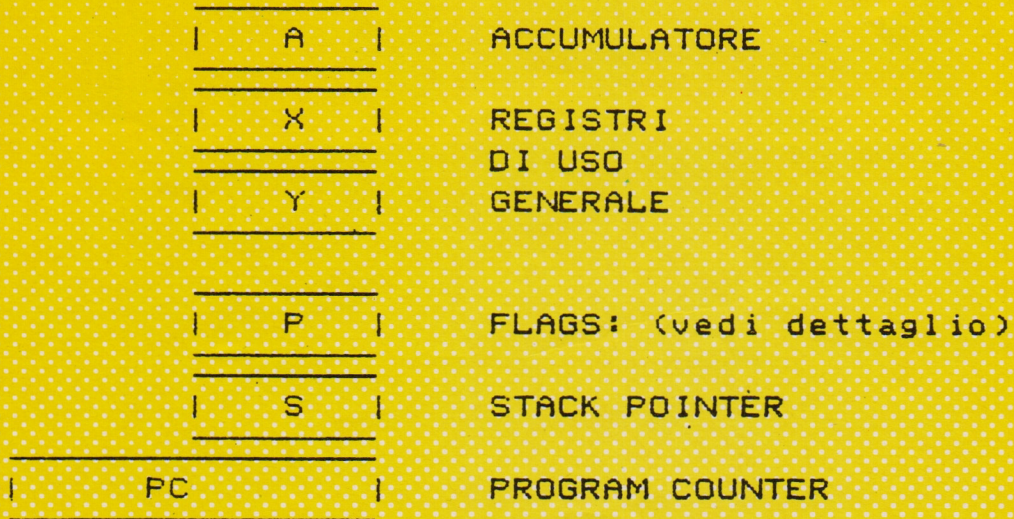 A ACCUMULATORE
X REGISTRI
DI USO
Y GENERALE
P FLAGS: (vedi dettaglio)
S STACK POINTER
PC PROGRAM COUNTER